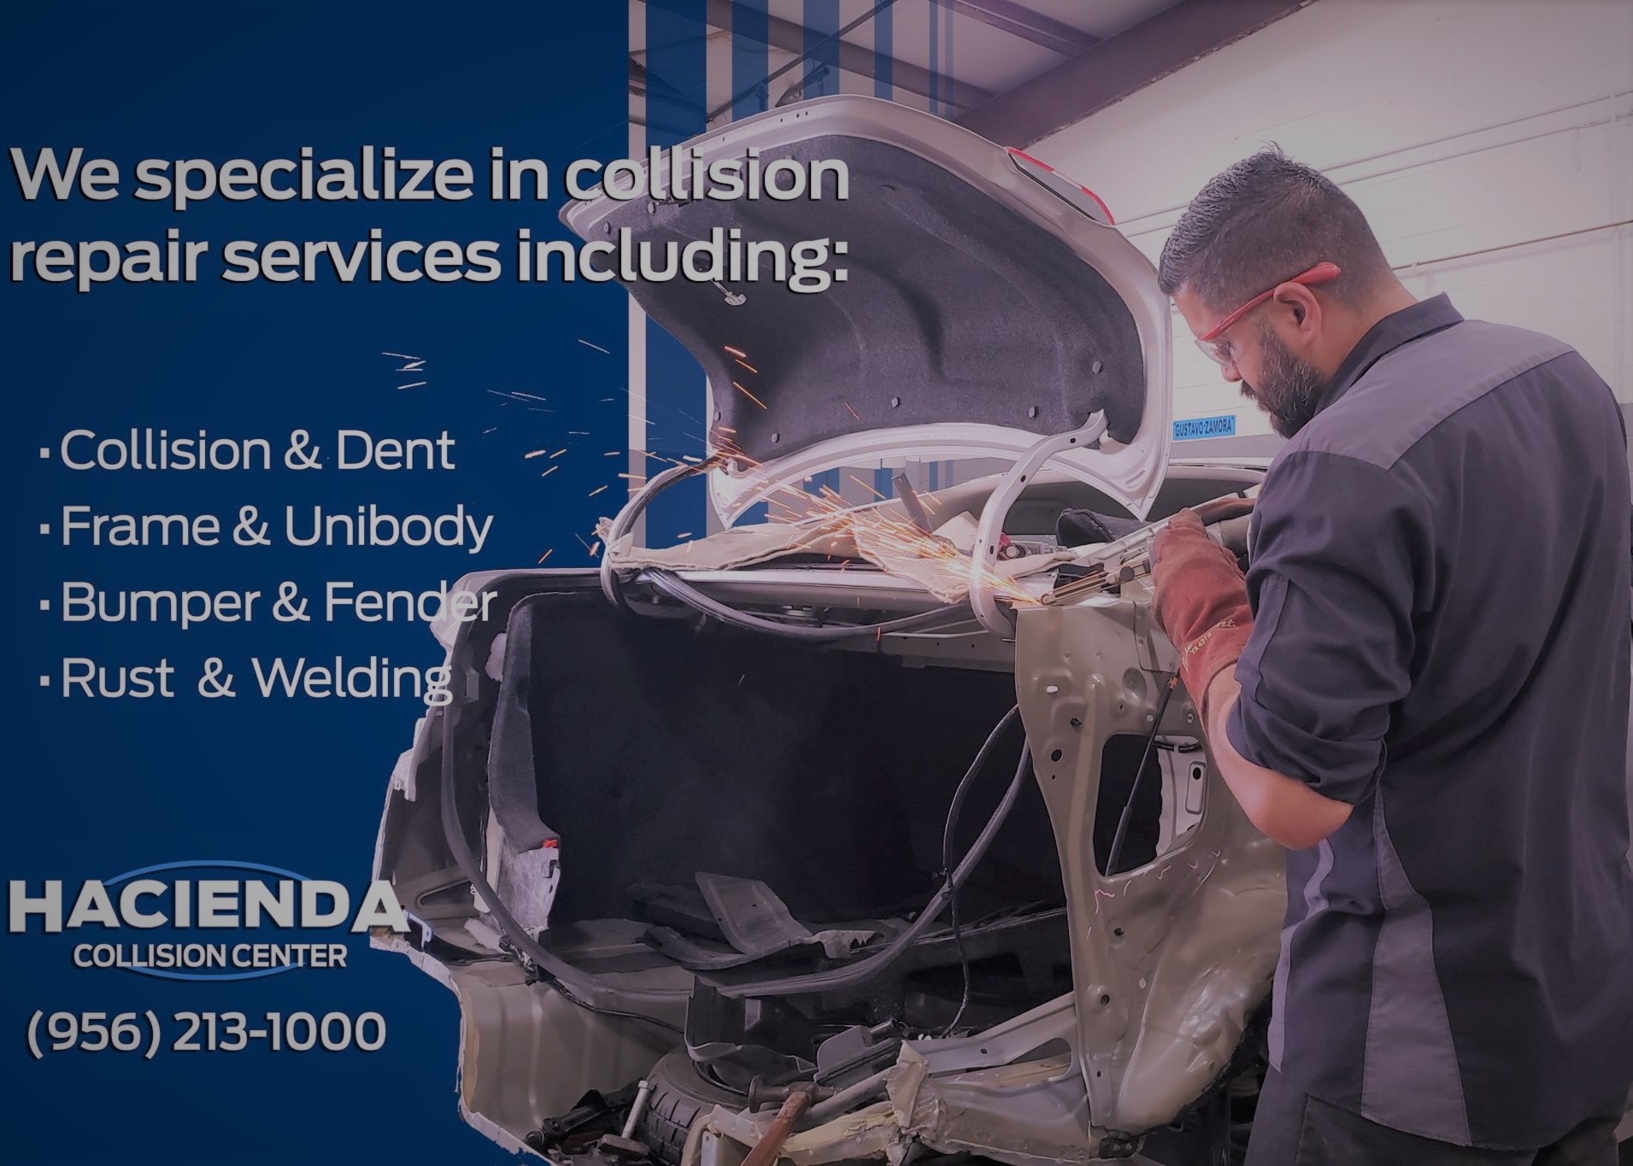 We specialize in collision
repair services including:
· Collision & Dent
· Frame & Unibody
· Bumper & Fender
· Rust & Welding
GUSTAVO ZAMORA
HACIENDA
COLLISION CENTER
(956) 213-1000